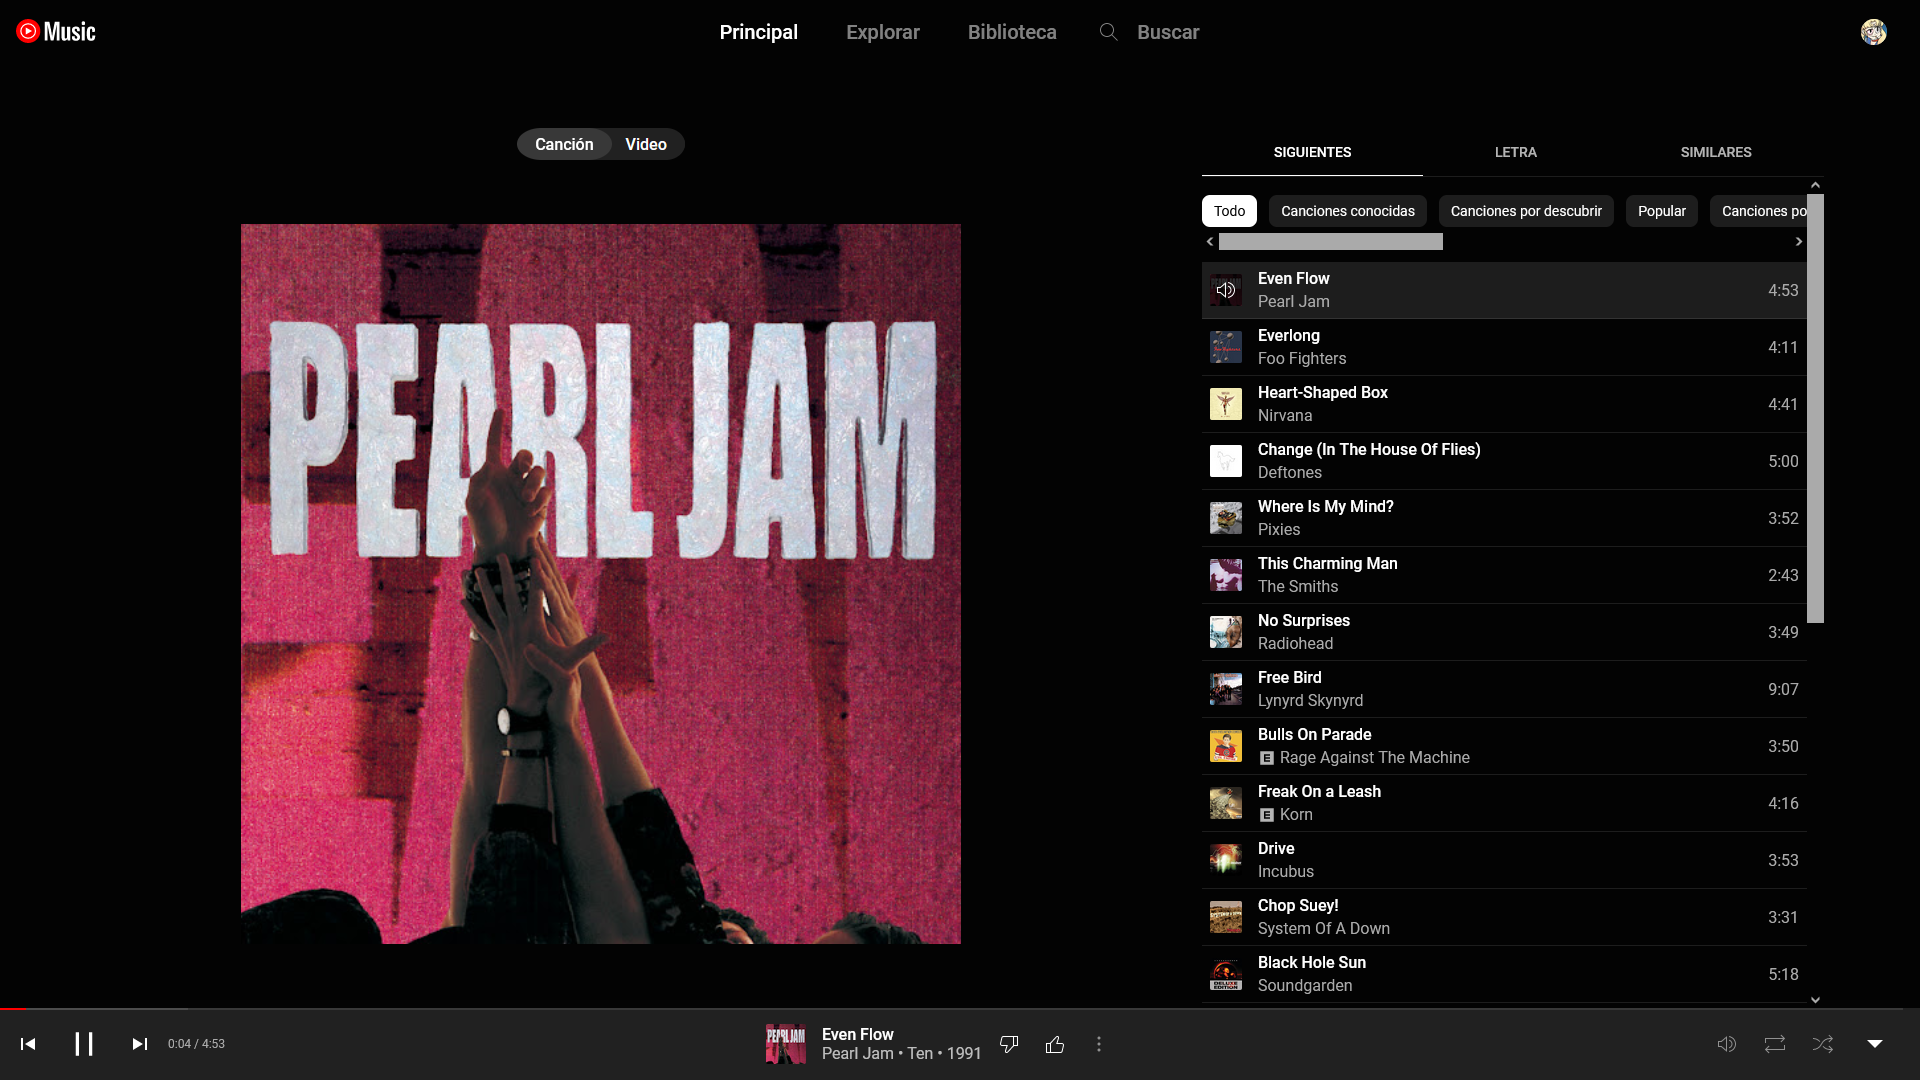 Music
Principal
Explorar
Biblioteca
Buscar
Canción
Video
PEARL JAM
SIGUIENTES
LETRA
SIMILARES
Todo
Canciones conocidas
Canciones por descubrir
Popular
Canciones po
Even Flow
Pearl Jam
4:53
Everlong
Foo Fighters
4:11
Heart-Shaped Box
Nirvana
4:41
Change (In The House Of Flies)
Deftones
5:00
Where Is My Mind?
Pixies
3:52
This Charming Man
The Smiths
2:43
No Surprises
Radiohead
3:49
Free Bird
Lynyrd Skynyrd
9:07
Bulls On Parade
E Rage Against The Machine
3:50
Freak On a Leash
E Korn
4:16
Drive
Incubus
3:53
Chop Suey!
System Of A Down
3:31
Black Hole Sun
Soundgarden
5:18
DELUXE
EDITION
0:04 / 4:53
PEARL JAM
Even Flow
Pearl Jam • Ten • 1991